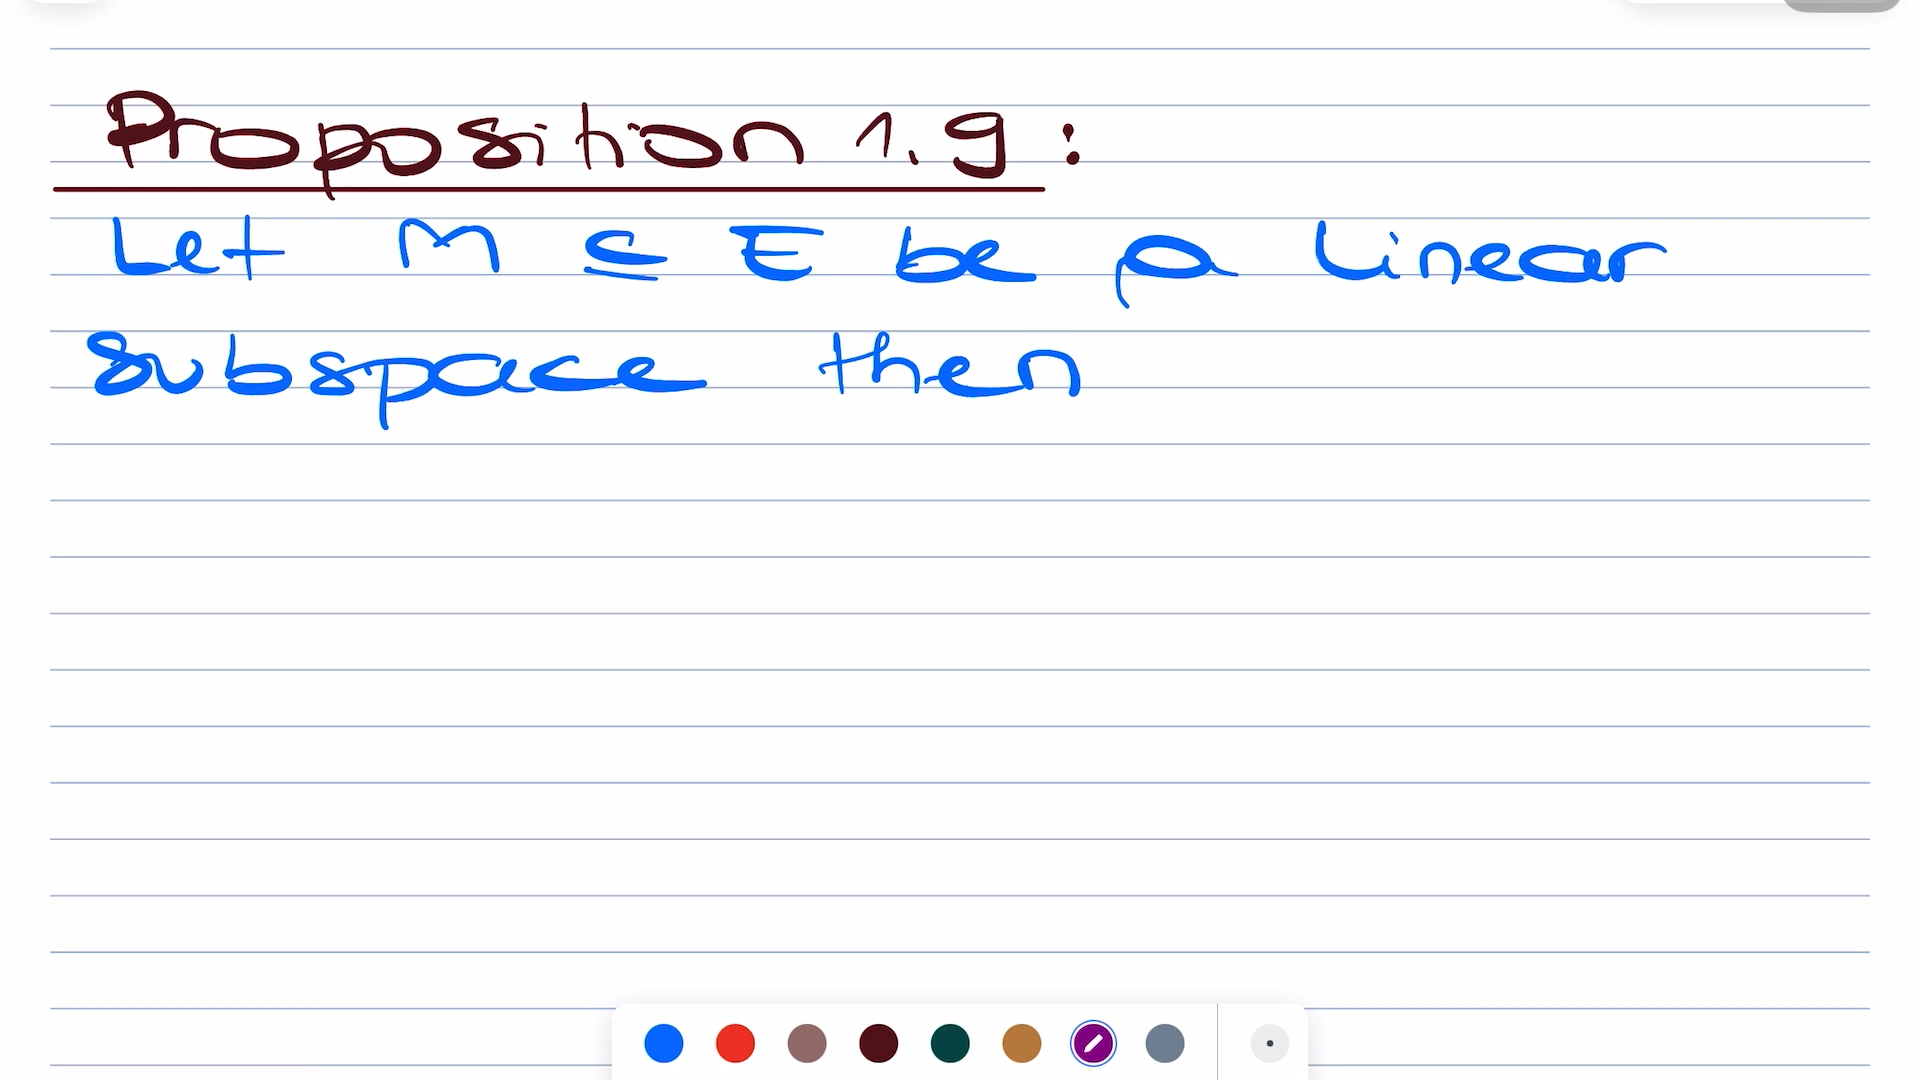 Proposition 1.9:
Let M ⊆ E be a linear
subspace then